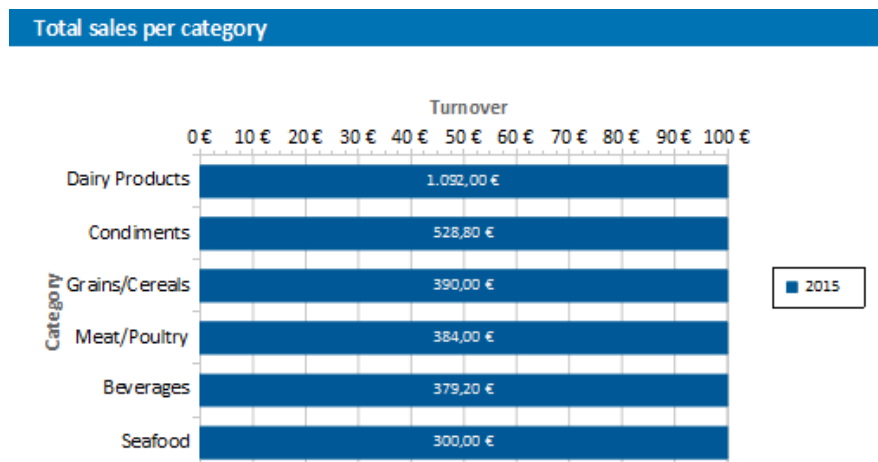 Total sales per category
Turnover
0 € 10 € 20 € 30 € 40 € 50 € 60 € 70 € 80 € 90 € 100 €
Dairy Products 1.092,00 €
Condiments 528,80 €
Grains/Cereals 390,00 €
Meat/Poultry 384,00 €
Beverages 379,20 €
Seafood 300,00 €
Category
2015